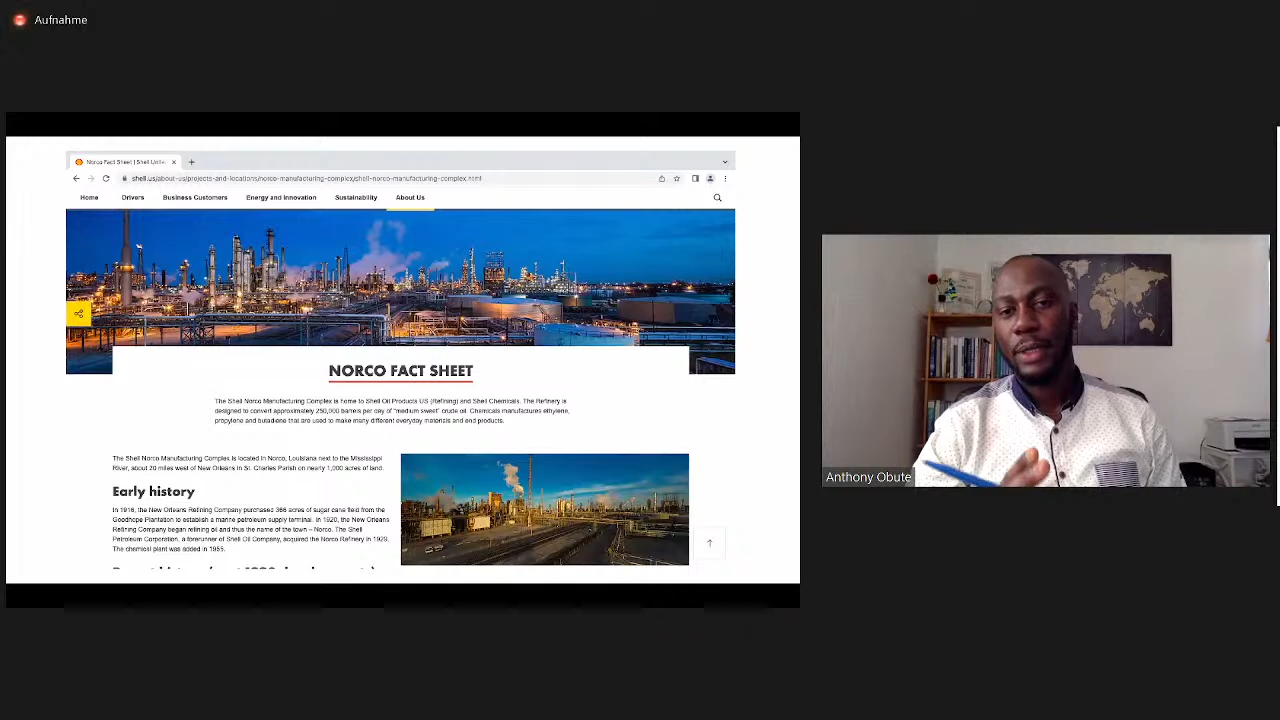 Aufnahme
Norco Fact Sheet | Shell Unite
shell.us/about-us/projects-and-locations/norco-manufacturing-complex/shell-norco-manufacturing-complex.html
Home Drivers Business Customers Energy and Innovation Sustainability About Us
NORCO FACT SHEET
The Shell Norco Manufacturing Complex is home to Shell Oil Products US (Refining) and Shell Chemicals. The Refinery is
designed to convert approximately 250,000 barrels per day of "medium sweet" crude oil. Chemicals manufactures ethylene,
propylene and butadiene that are used to make many different everyday materials and end products.
The Shell Norco Manufacturing Complex is located in Norco, Louisiana next to the Mississippi
River, about 20 miles west of New Orleans in St. Charles Parish on nearly 1,000 acres of land.
Early history
In 1916, the New Orleans Refining Company purchased 366 acres of sugar cane field from the
Goodhope Plantation to establish a marine petroleum supply terminal. In 1920, the New Orleans
Refining Company began refining oil and thus the name of the town – Norco. The Shell
Petroleum Corporation, a forerunner of Shell Oil Company, acquired the Norco Refinery in 1929.
The chemical plant was added in 1955.
Anthony Obute